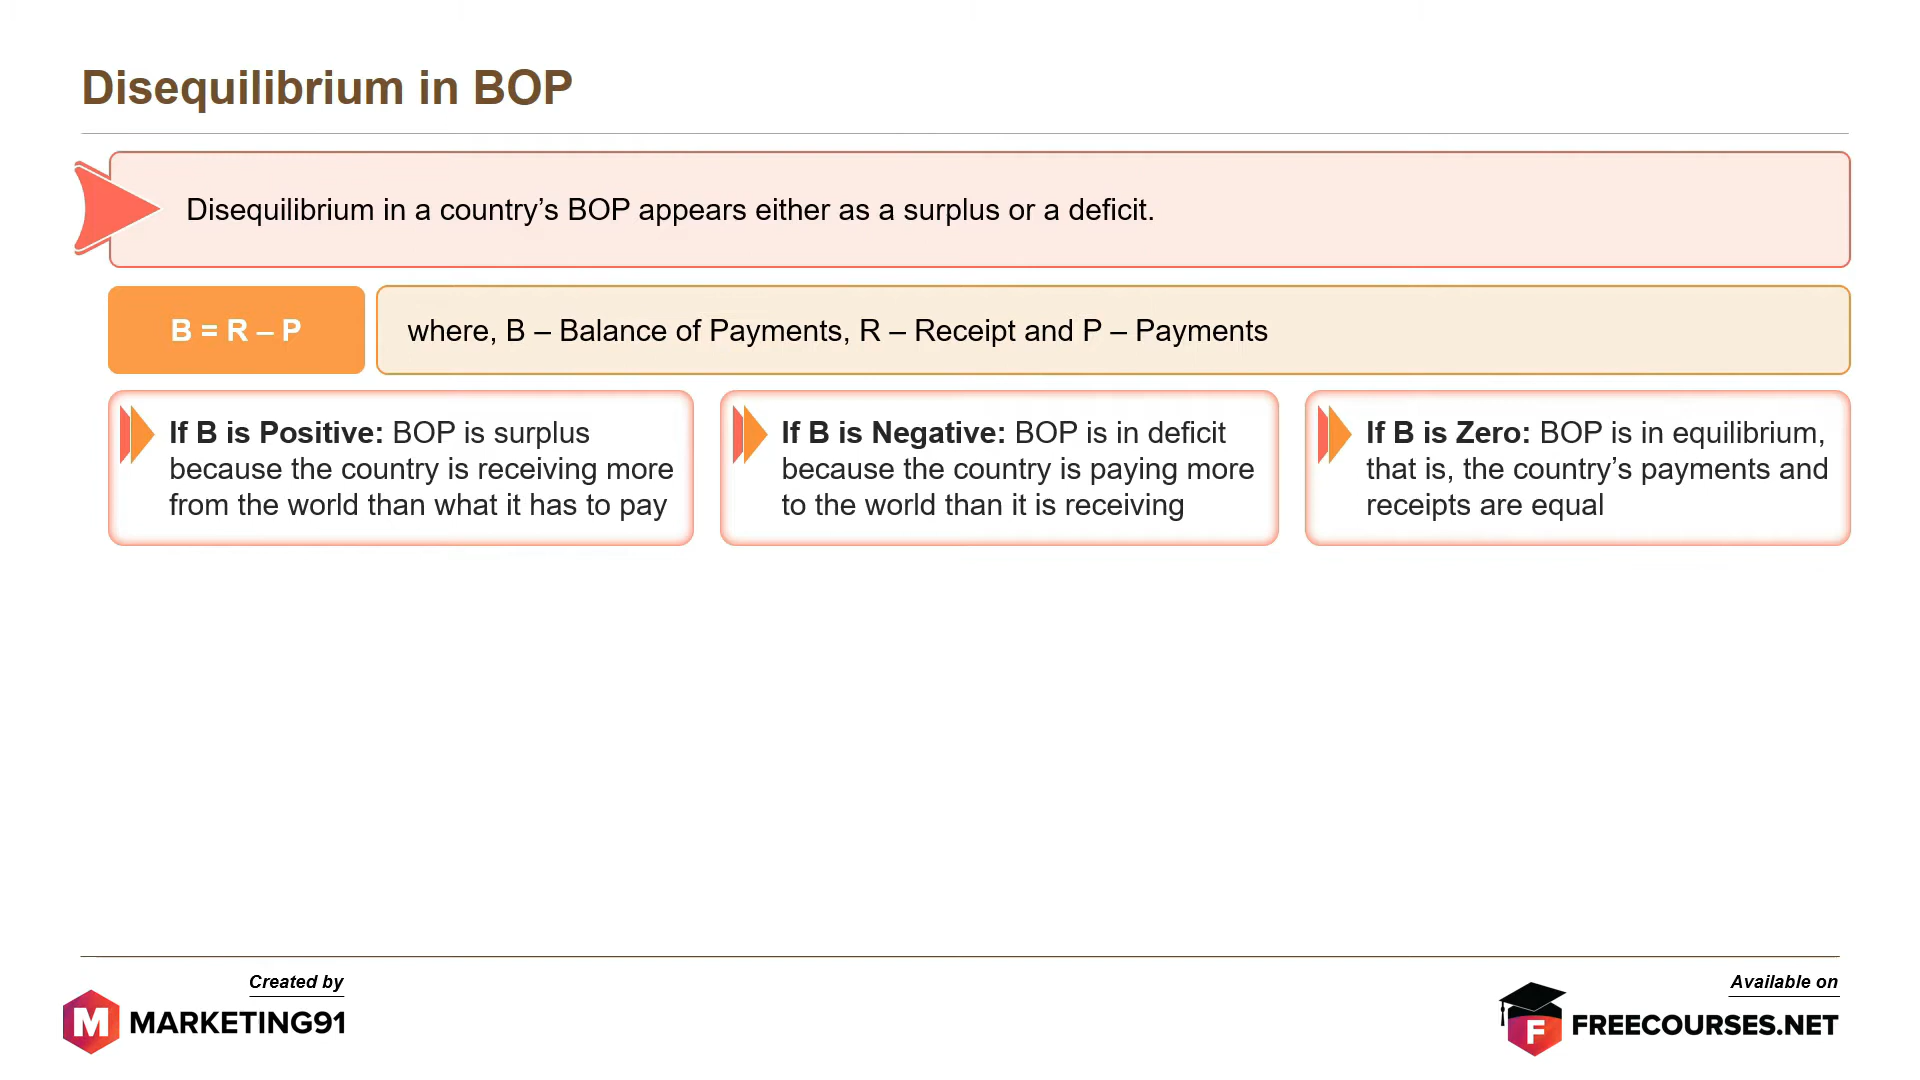 Disequilibrium in BOP
Disequilibrium in a country’s BOP appears either as a surplus or a deficit.
B = R – P
where, B – Balance of Payments, R – Receipt and P – Payments
If B is Positive: BOP is surplus
because the country is receiving more
from the world than what it has to pay
If B is Negative: BOP is in deficit
because the country is paying more
to the world than it is receiving
If B is Zero: BOP is in equilibrium,
that is, the country’s payments and
receipts are equal
Created by
M MARKETING91
Available on
F FREECOURSES.NET